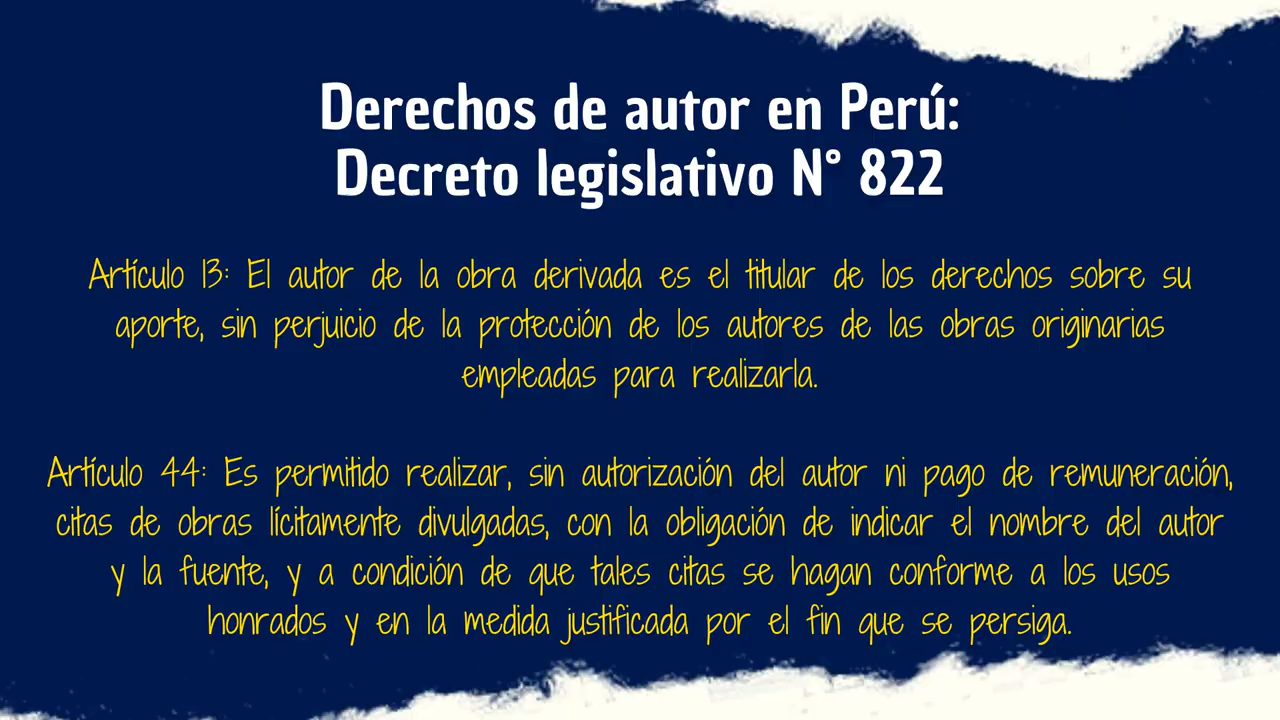 Derechos de autor en Perú:
Decreto legislativo N° 822
Artículo 13: El autor de la obra derivada es el titular de los derechos sobre su
aporte, sin perjuicio de la protección de los autores de las obras originarias
empleadas para realizarla.
Artículo 44: Es permitido realizar, sin autorización del autor ni pago de remuneración,
citas de obras lícitamente divulgadas, con la obligación de indicar el nombre del autor
y la fuente, y a condición de que tales citas se hagan conforme a los usos
honrados y en la medida justificada por el fin que se persiga.